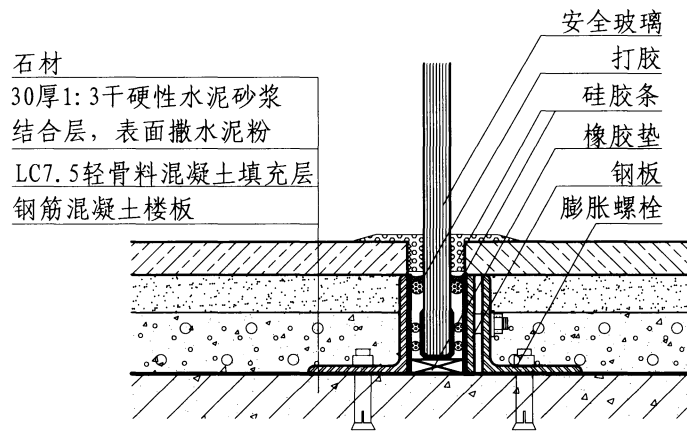 石材
30厚1:3干硬性水泥砂浆
结合层，表面撒水泥粉
LC7.5轻骨料混凝土填充层
钢筋混凝土楼板
安全玻璃
打胶
硅胶条
橡胶垫
钢板
膨胀螺栓